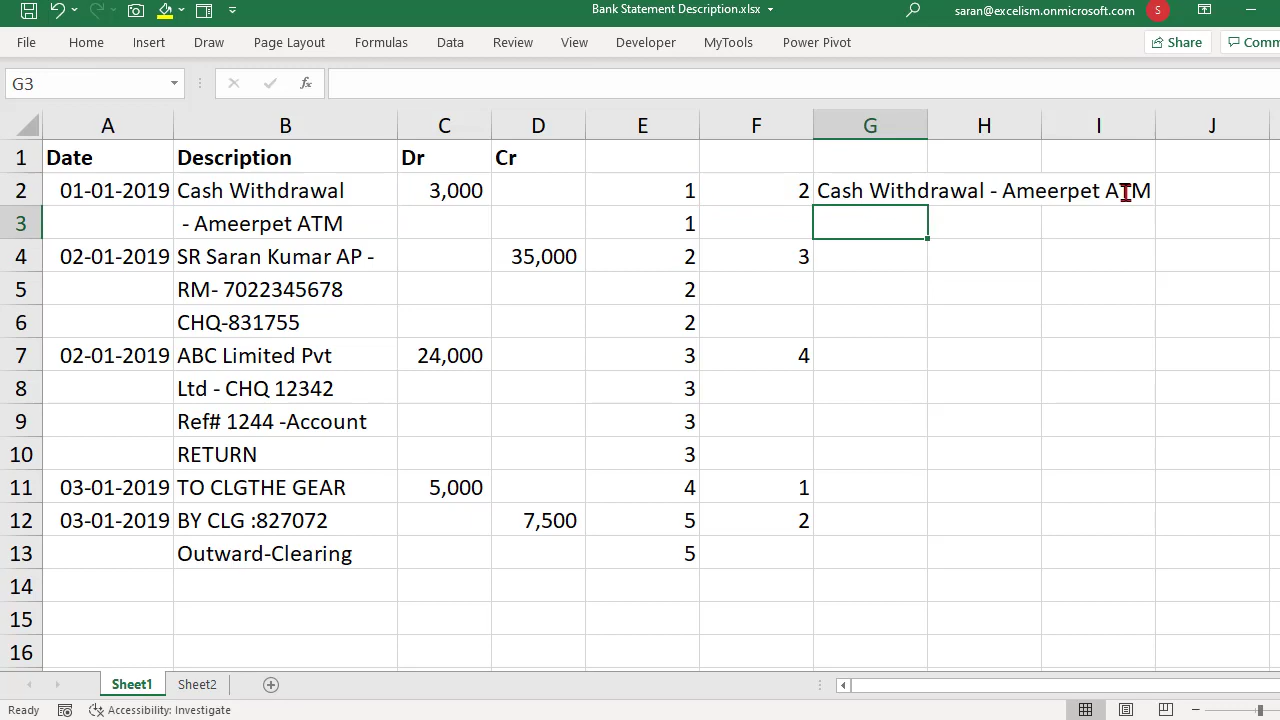 Bank Statement Description.xlsx
saran@excelism.onmicrosoft.com S
File Home Insert Draw Page Layout Formulas Data Review View Developer MyTools Power Pivot Share Comm
G3 fx
A B C D E F G H I J
1 Date Description Dr Cr
2 01-01-2019 Cash Withdrawal 3,000 1 2 Cash Withdrawal - Ameerpet ATM
3 - Ameerpet ATM 1
4 02-01-2019 SR Saran Kumar AP - 35,000 2 3
5 RM- 7022345678 2
6 CHQ-831755 2
7 02-01-2019 ABC Limited Pvt 24,000 3 4
8 Ltd - CHQ 12342 3
9 Ref# 1244 -Account 3
10 RETURN 3
11 03-01-2019 TO CLGTHE GEAR 5,000 4 1
12 03-01-2019 BY CLG :827072 7,500 5 2
13 Outward-Clearing 5
14
15
16
Sheet1 Sheet2
Ready Accessibility: Investigate